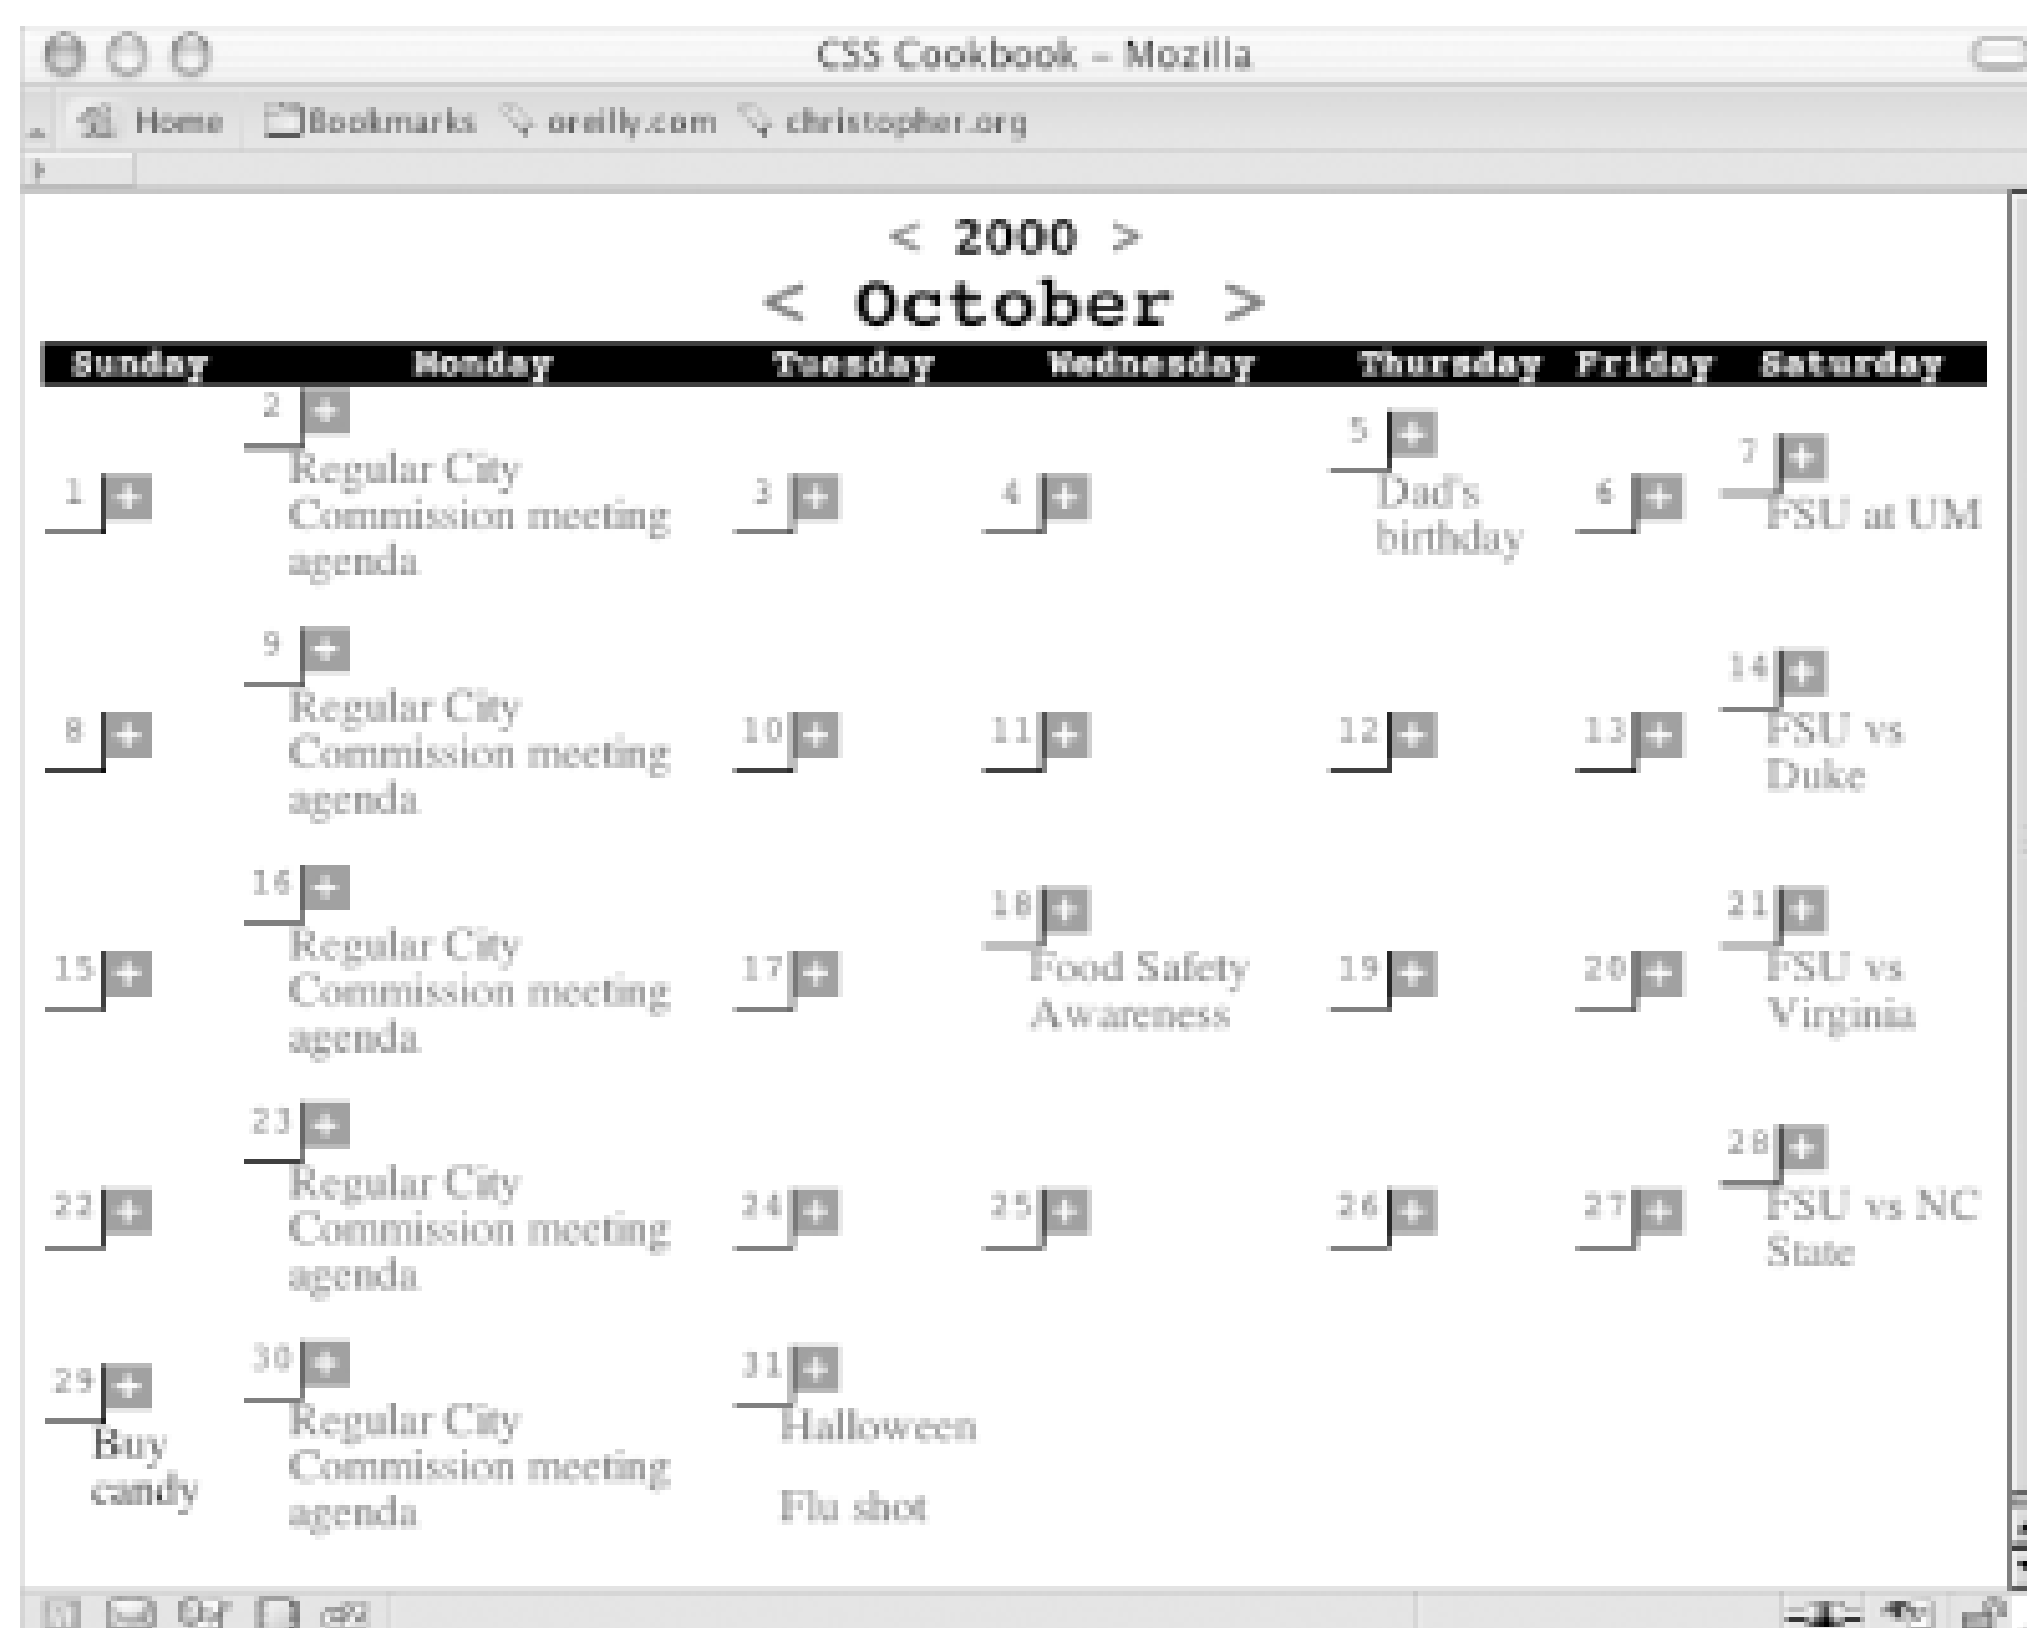 CSS Cookbook – Mozilla
Home Bookmarks oreilly.com christopher.org
< 2000 >
< October >
Sunday Monday Tuesday Wednesday Thursday Friday Saturday
1 +
2 +
Regular City
Commission meeting
agenda
3 +
4 +
5 +
Dad's
birthday
6 +
7 +
FSU at UM
8 +
9 +
Regular City
Commission meeting
agenda
10 +
11 +
12 +
13 +
14 +
FSU vs
Duke
15 +
16 +
Regular City
Commission meeting
agenda
17 +
18 +
Food Safety
Awareness
19 +
20 +
21 +
FSU vs
Virginia
22 +
23 +
Regular City
Commission meeting
agenda
24 +
25 +
26 +
27 +
28 +
FSU vs NC
State
29 +
Buy
candy
30 +
Regular City
Commission meeting
agenda
31 +
Halloween
Flu shot